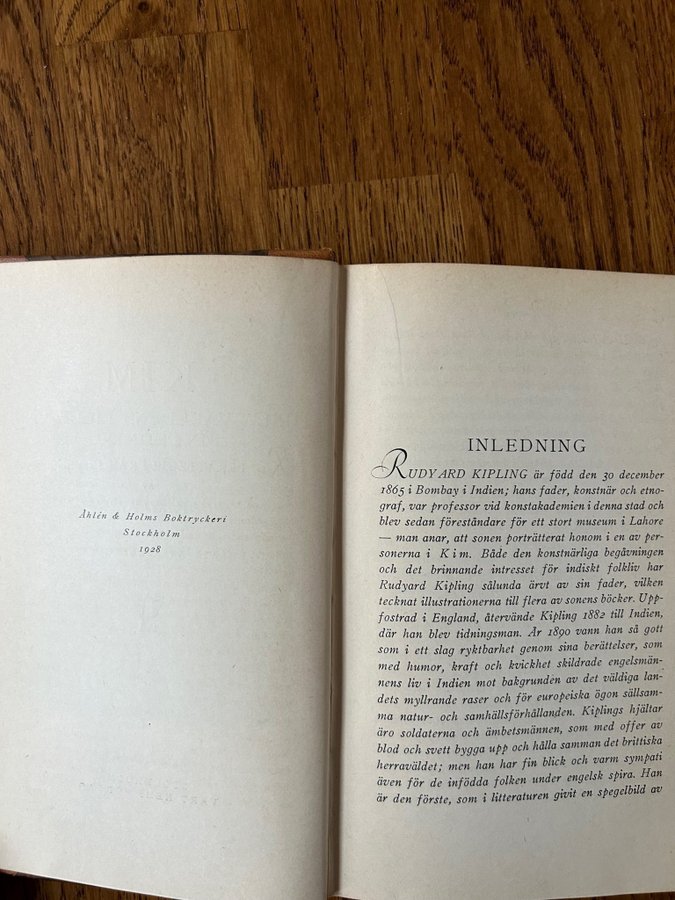 Åhlén & Holms Boktryckeri
Stockholm
1928
INLEDNING
RUDYARD KIPLING är född den 30 december
1865 i Bombay i Indien; hans fader, konstnär och etno-
graf, var professor vid konstakademien i denna stad och
blev sedan föreståndare för ett stort museum i Lahore
— man anar, att sonen porträtterat honom i en av per-
sonerna i Kim. Både den konstnärliga begåvningen
och det brinnande intresset för indiskt folkliv har
Rudyard Kipling sålunda ärvt av sin fader, vilken
tecknat illustrationerna till flera av sonens böcker. Upp-
fostrad i England, återvände Kipling 1882 till Indien,
där han blev tidningsman. År 1890 vann han så gott
som i ett slag ryktbarhet genom sina berättelser, som
med humor, kraft och kvickhet skildrade engelsmän-
nens liv i Indien mot bakgrunden av det väldiga lan-
dets myllrande raser och för europeiska ögon sällsam-
ma natur- och samhällsförhållanden. Kiplings hjältar
äro soldaterna och ämbetsmännen, som med offer av
blod och svett bygga upp och hålla samman det brittiska
herraväldet; men han har fin blick och varm sympati
även för de infödda folken under engelsk spira. Han
är den förste, som i litteraturen givit en spegelbild av